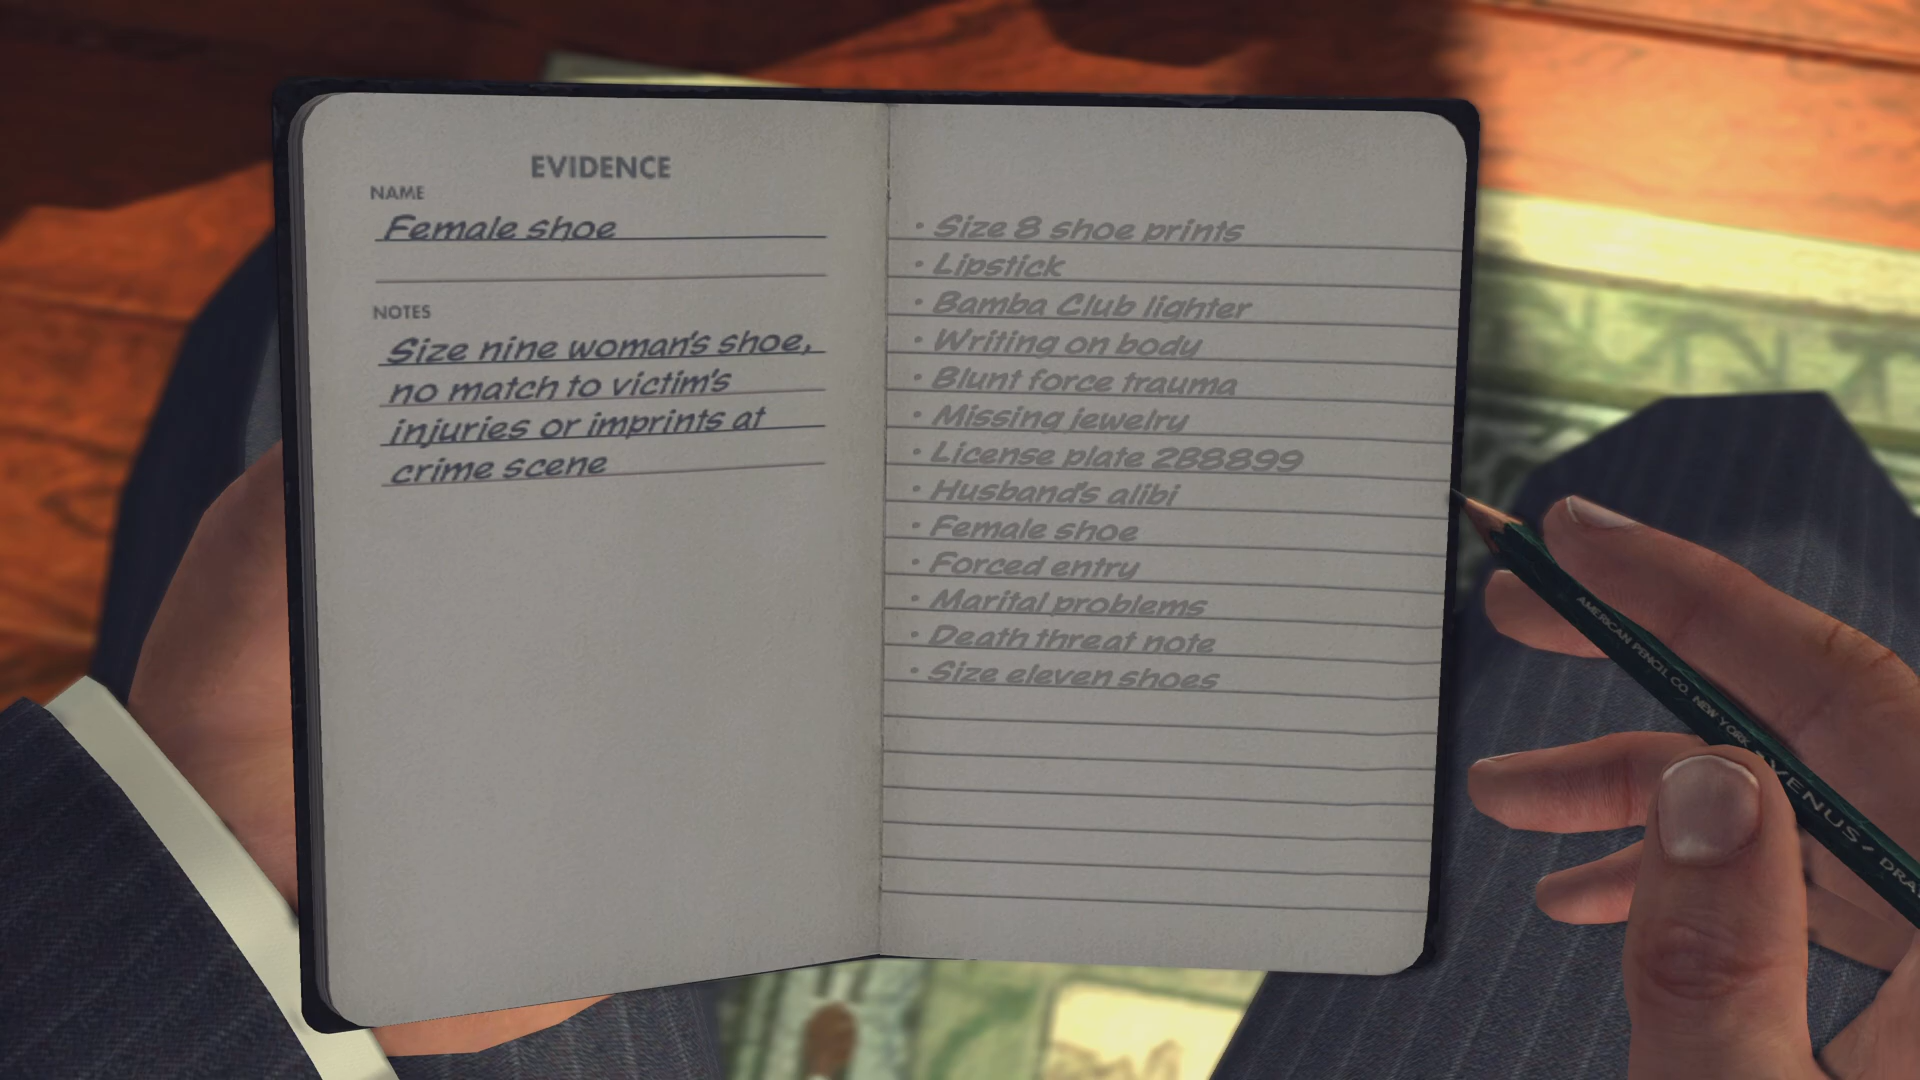 EVIDENCE
NAME
Female shoe
NOTES
Size nine woman's shoe,
no match to victim's
injuries or imprints at
crime scene
• Size 8 shoe prints
• Lipstick
• Bamba Club lighter
• Writing on body
• Blunt force trauma
• Missing jewelry
• License plate 2B8899
• Husband's alibi
• Female shoe
• Forced entry
• Marital problems
• Death threat note
• Size eleven shoes
AMERICAN PENCIL CO. NEW YORK VENUS